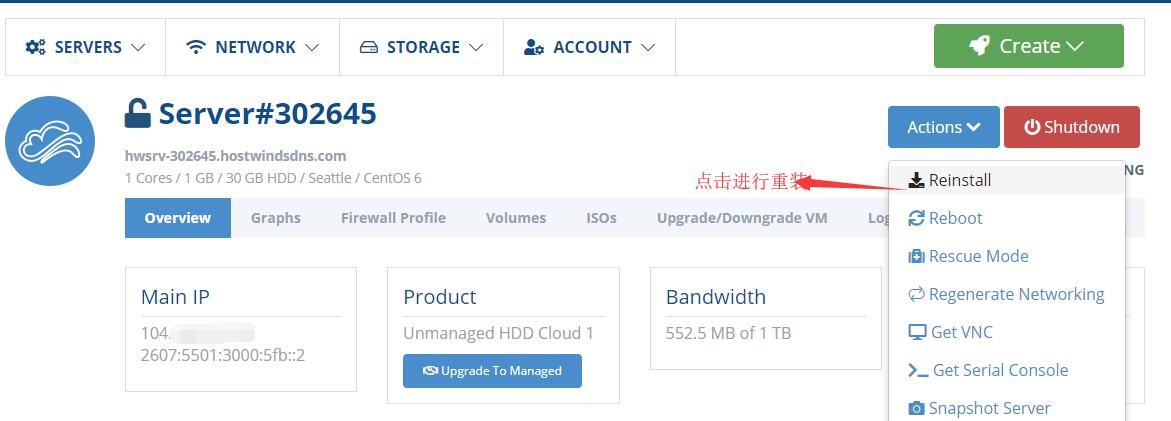 SERVERS
NETWORK
STORAGE
ACCOUNT
Create
Server#302645
Actions
Shutdown
hwsrv-302645.hostwindsdns.com
1 Cores / 1 GB / 30 GB HDD / Seattle / CentOS 6
NG
点击进行重装
Reinstall
Overview
Graphs
Firewall Profile
Volumes
ISOs
Upgrade/Downgrade VM
Reboot
Rescue Mode
Regenerate Networking
Get VNC
Get Serial Console
Snapshot Server
Main IP
104.
2607:5501:3000:5fb::2
Product
Unmanaged HDD Cloud 1
Upgrade To Managed
Bandwidth
552.5 MB of 1 TB